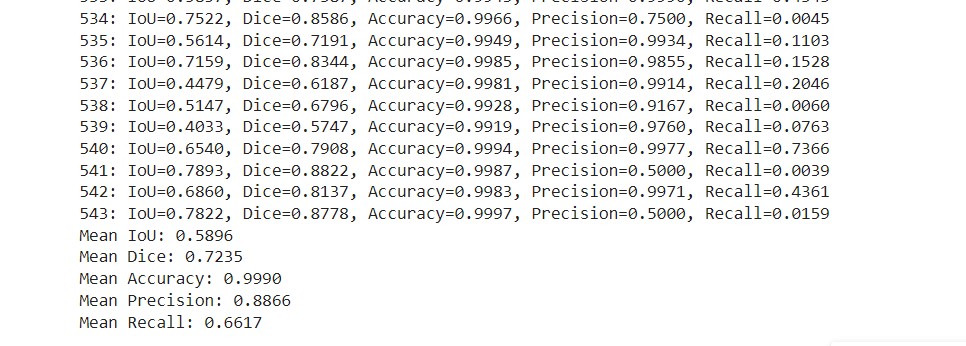 534: IoU=0.7522, Dice=0.8586, Accuracy=0.9966, Precision=0.7500, Recall=0.0045
535: IoU=0.5614, Dice=0.7191, Accuracy=0.9949, Precision=0.9934, Recall=0.1103
536: IoU=0.7159, Dice=0.8344, Accuracy=0.9985, Precision=0.9855, Recall=0.1528
537: IoU=0.4479, Dice=0.6187, Accuracy=0.9981, Precision=0.9914, Recall=0.2046
538: IoU=0.5147, Dice=0.6796, Accuracy=0.9928, Precision=0.9167, Recall=0.0060
539: IoU=0.4033, Dice=0.5747, Accuracy=0.9919, Precision=0.9760, Recall=0.0763
540: IoU=0.6540, Dice=0.7908, Accuracy=0.9994, Precision=0.9977, Recall=0.7366
541: IoU=0.7893, Dice=0.8822, Accuracy=0.9987, Precision=0.5000, Recall=0.0039
542: IoU=0.6860, Dice=0.8137, Accuracy=0.9983, Precision=0.9971, Recall=0.4361
543: IoU=0.7822, Dice=0.8778, Accuracy=0.9997, Precision=0.5000, Recall=0.0159
Mean IoU: 0.5896
Mean Dice: 0.7235
Mean Accuracy: 0.9990
Mean Precision: 0.8866
Mean Recall: 0.6617